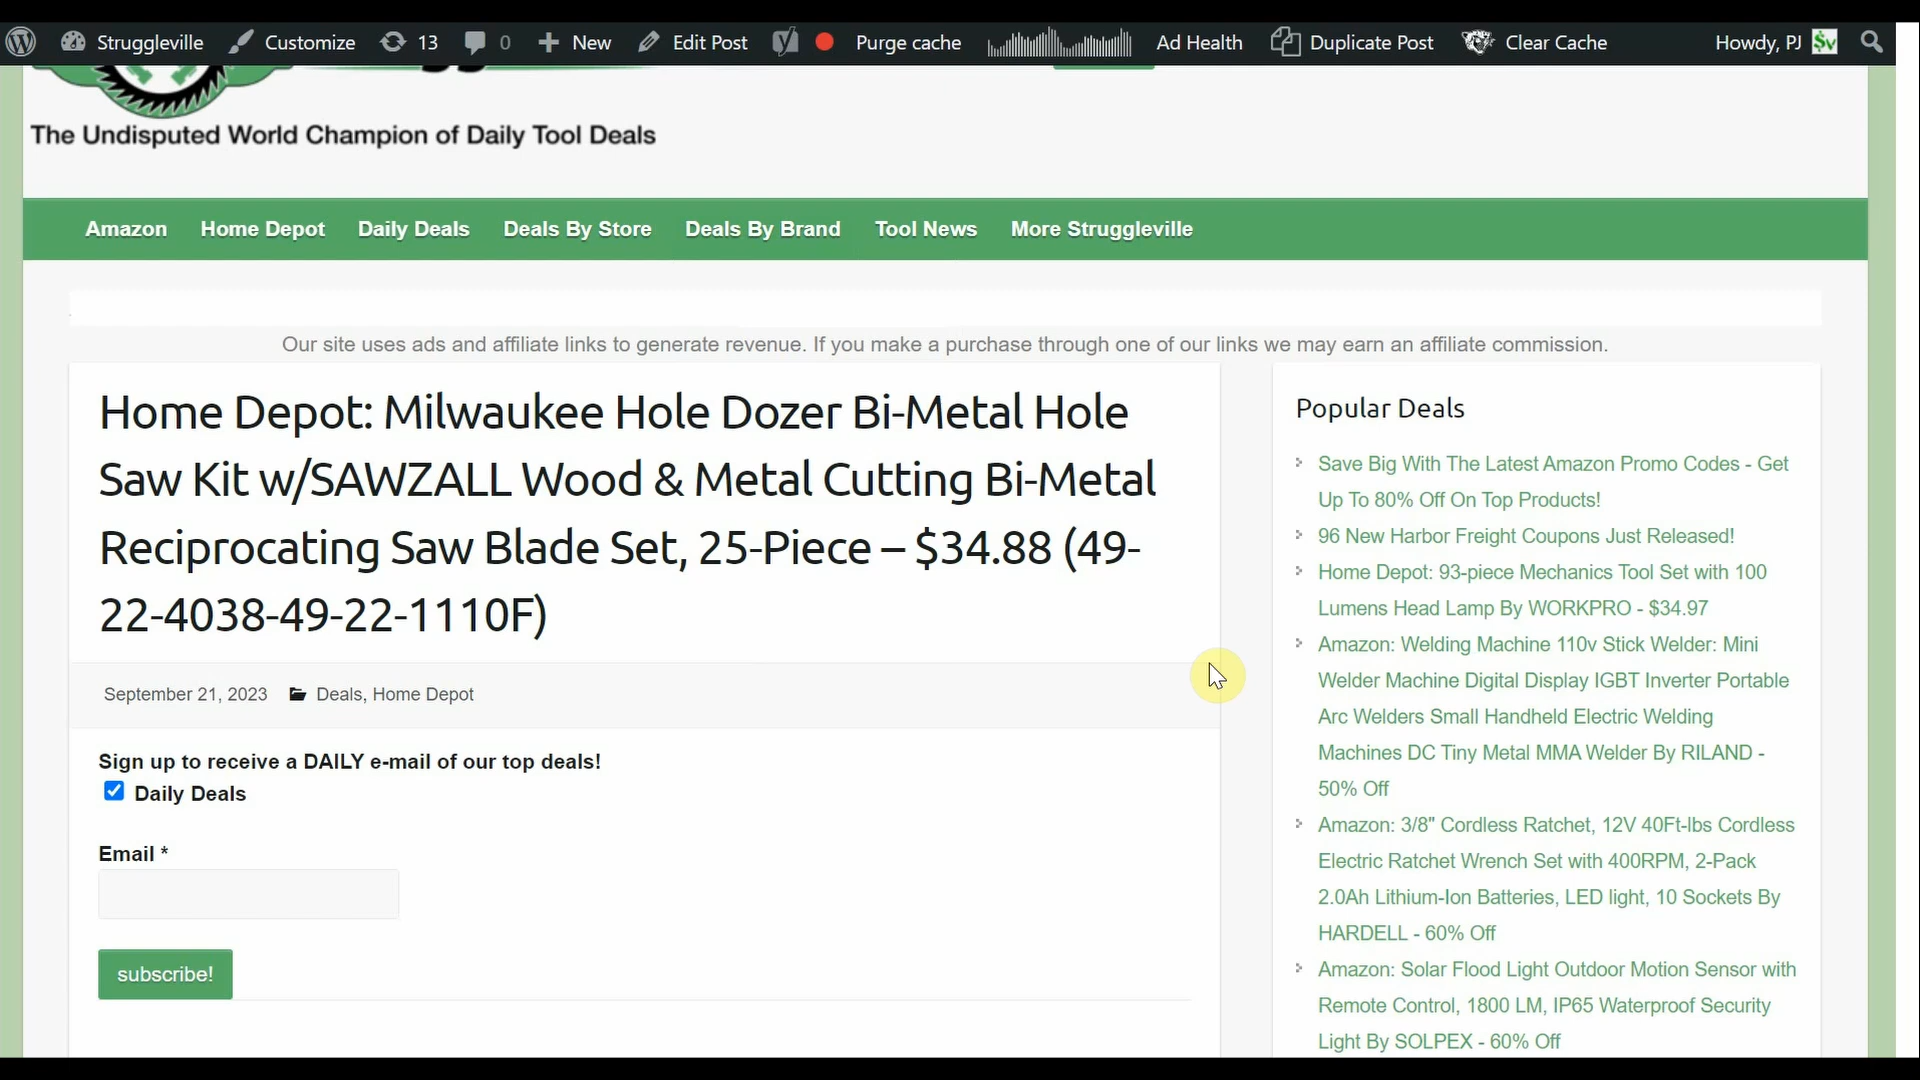 Struggleville Customize 13 0 New Edit Post Purge cache Ad Health Duplicate Post Clear Cache Howdy, PJ
The Undisputed World Champion of Daily Tool Deals
Amazon Home Depot Daily Deals Deals By Store Deals By Brand Tool News More Struggleville
Our site uses ads and affiliate links to generate revenue. If you make a purchase through one of our links we may earn an affiliate commission.
Home Depot: Milwaukee Hole Dozer Bi-Metal Hole
Saw Kit w/SAWZALL Wood & Metal Cutting Bi-Metal
Reciprocating Saw Blade Set, 25-Piece – $34.88 (49-
22-4038-49-22-1110F)
September 21, 2023 Deals, Home Depot
Sign up to receive a DAILY e-mail of our top deals!
Daily Deals
Email *
subscribe!
Popular Deals
Save Big With The Latest Amazon Promo Codes - Get
Up To 80% Off On Top Products!
96 New Harbor Freight Coupons Just Released!
Home Depot: 93-piece Mechanics Tool Set with 100
Lumens Head Lamp By WORKPRO - $34.97
Amazon: Welding Machine 110v Stick Welder: Mini
Welder Machine Digital Display IGBT Inverter Portable
Arc Welders Small Handheld Electric Welding
Machines DC Tiny Metal MMA Welder By RILAND -
50% Off
Amazon: 3/8" Cordless Ratchet, 12V 40Ft-lbs Cordless
Electric Ratchet Wrench Set with 400RPM, 2-Pack
2.0Ah Lithium-Ion Batteries, LED light, 10 Sockets By
HARDELL - 60% Off
Amazon: Solar Flood Light Outdoor Motion Sensor with
Remote Control, 1800 LM, IP65 Waterproof Security
Light By SOLPEX - 60% Off